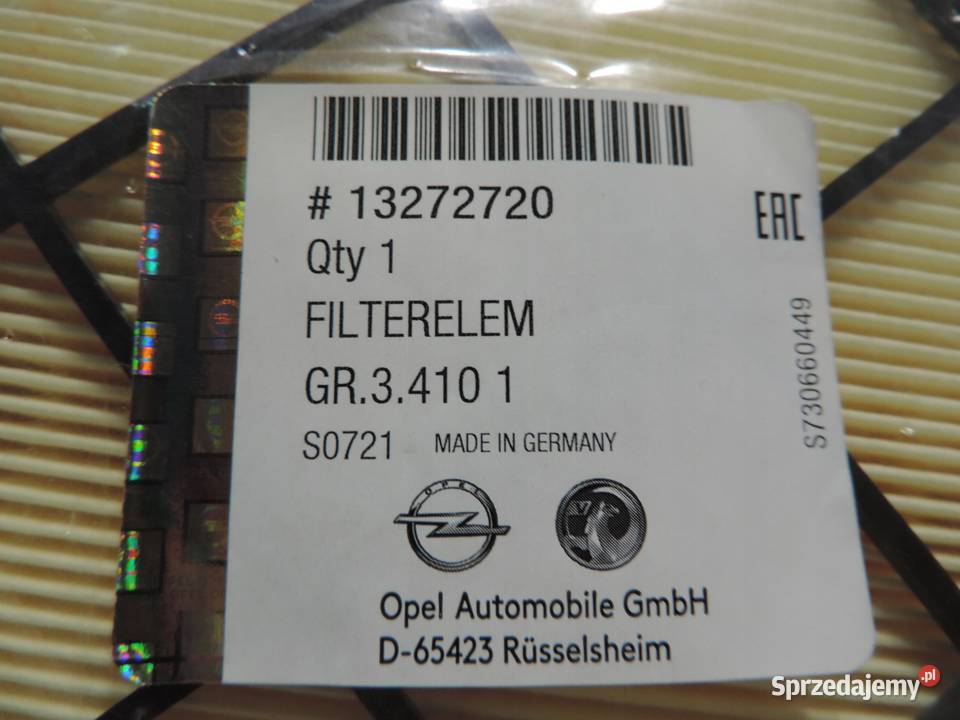 # 13272720
EAC
Qty 1
FILTERELEM
GR.3.410 1
S0721 MADE IN GERMANY
S730660449
OPEL
Opel Automobile GmbH
D-65423 Rüsselsheim
Sprzedajemy.pl